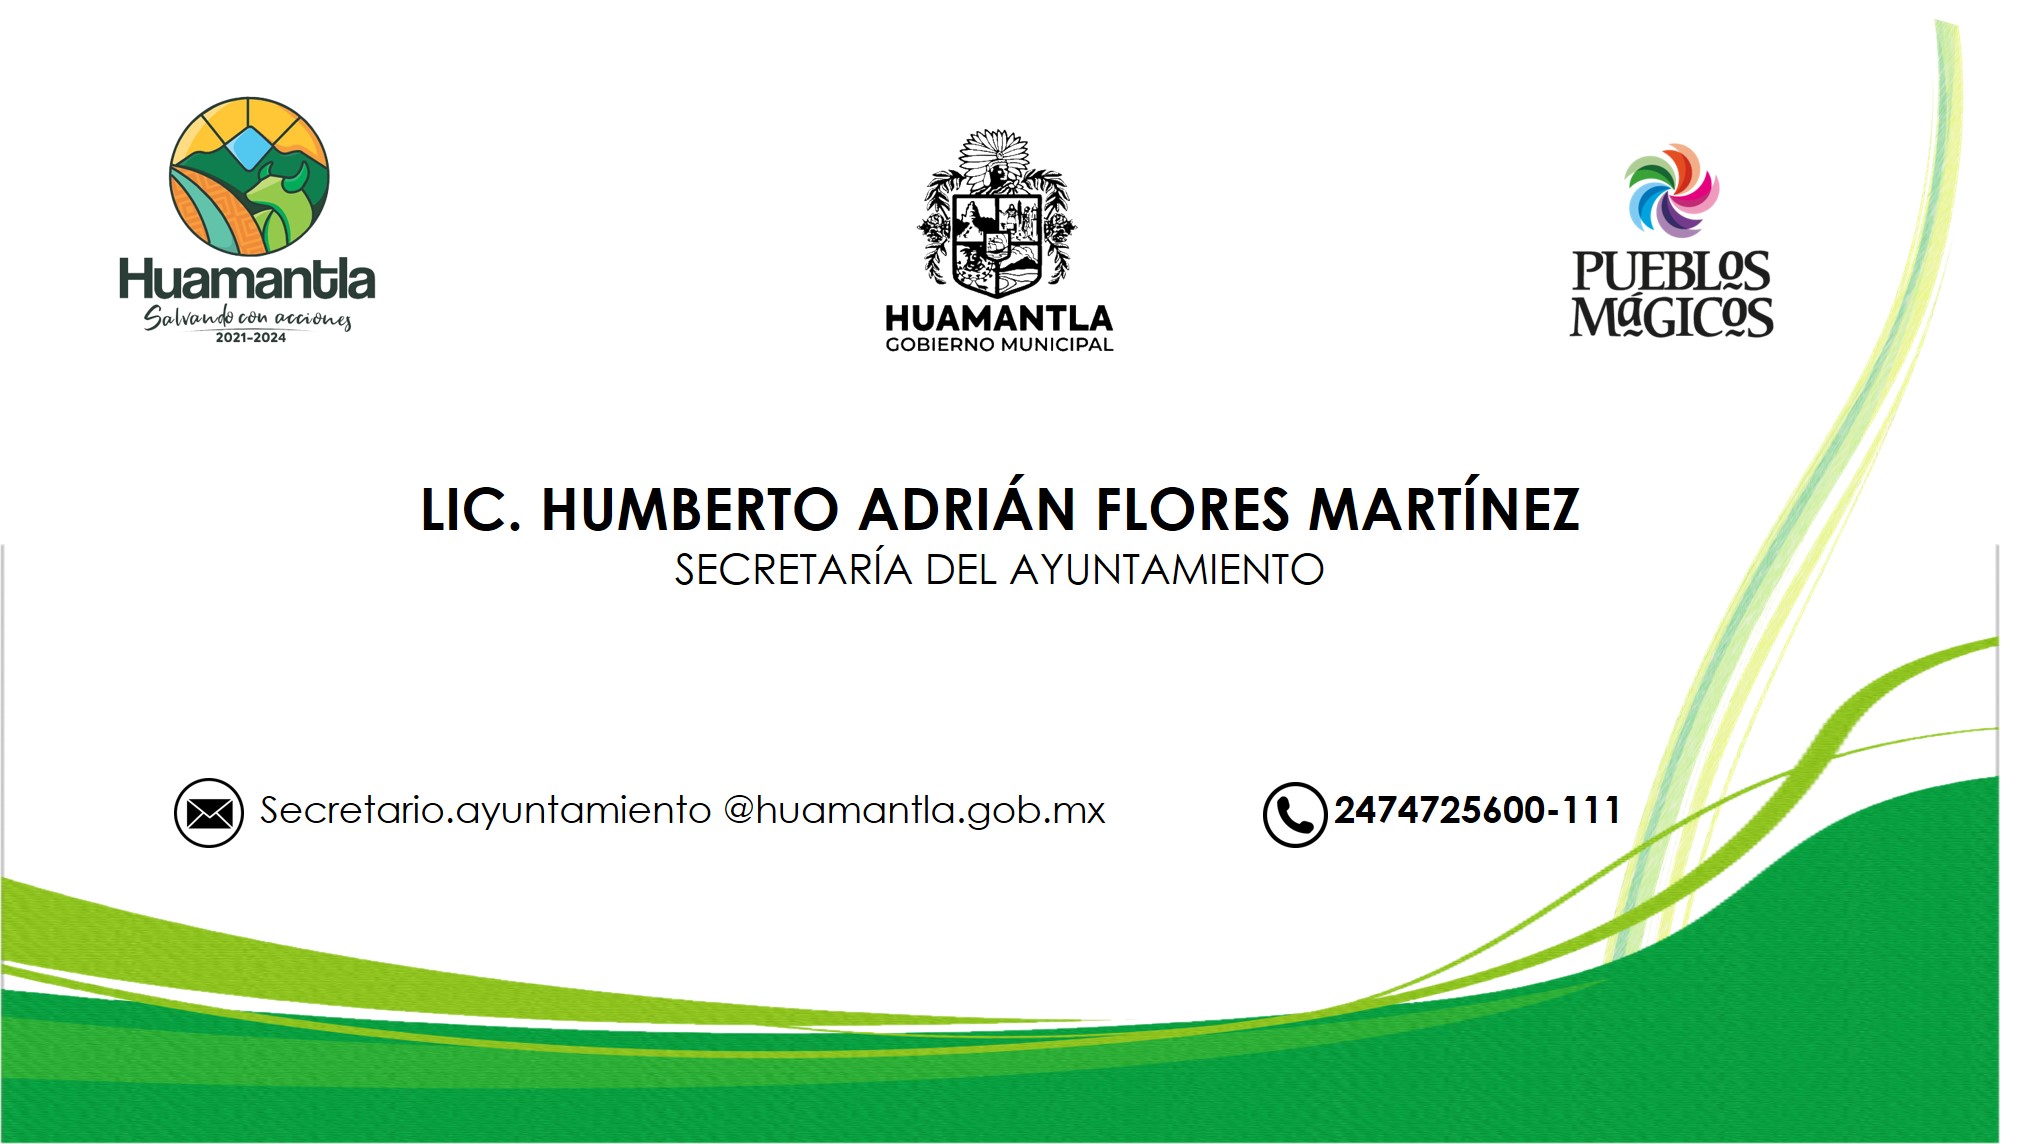 Huamantla
Salvando con acciones
2021-2024
HUAMANTLA
GOBIERNO MUNICIPAL
PUEBLOS
MÁGICOS
LIC. HUMBERTO ADRIÁN FLORES MARTÍNEZ
SECRETARÍA DEL AYUNTAMIENTO
Secretario.ayuntamiento @huamantla.gob.mx
2474725600-111